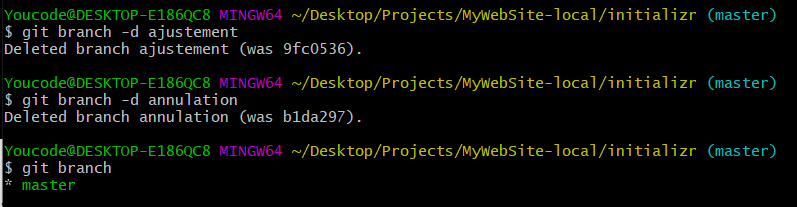 Youcode@DESKTOP-E186QC8 MINGW64 ~/Desktop/Projects/MyWebSite-local/initializr (master)
$ git branch -d ajustement
Deleted branch ajustement (was 9fc0536).
Youcode@DESKTOP-E186QC8 MINGW64 ~/Desktop/Projects/MyWebSite-local/initializr (master)
$ git branch -d annulation
Deleted branch annulation (was b1da297).
Youcode@DESKTOP-E186QC8 MINGW64 ~/Desktop/Projects/MyWebSite-local/initializr (master)
$ git branch
* master